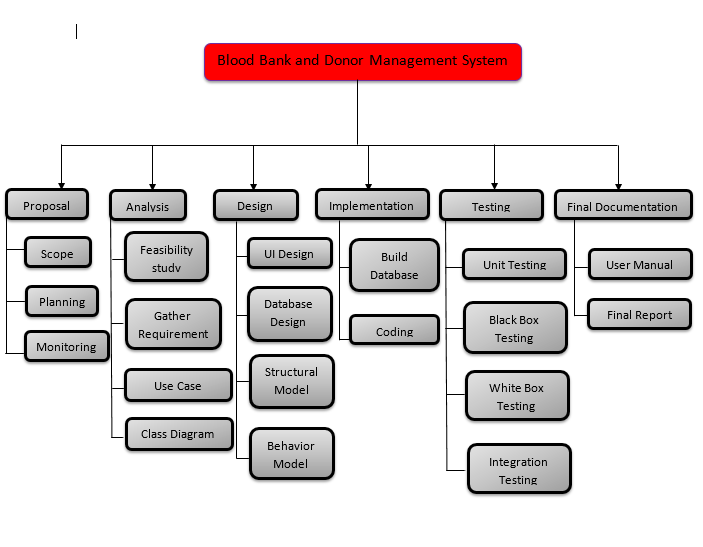 Blood Bank and Donor Management System
Proposal
Analysis
Design
Implementation
Testing
Final Documentation
Scope
Planning
Monitoring
Feasibility
study
Gather
Requirement
Use Case
Class Diagram
UI Design
Database
Design
Structural
Model
Behavior
Model
Build
Database
Coding
Unit Testing
Black Box
Testing
White Box
Testing
Integration
Testing
User Manual
Final Report